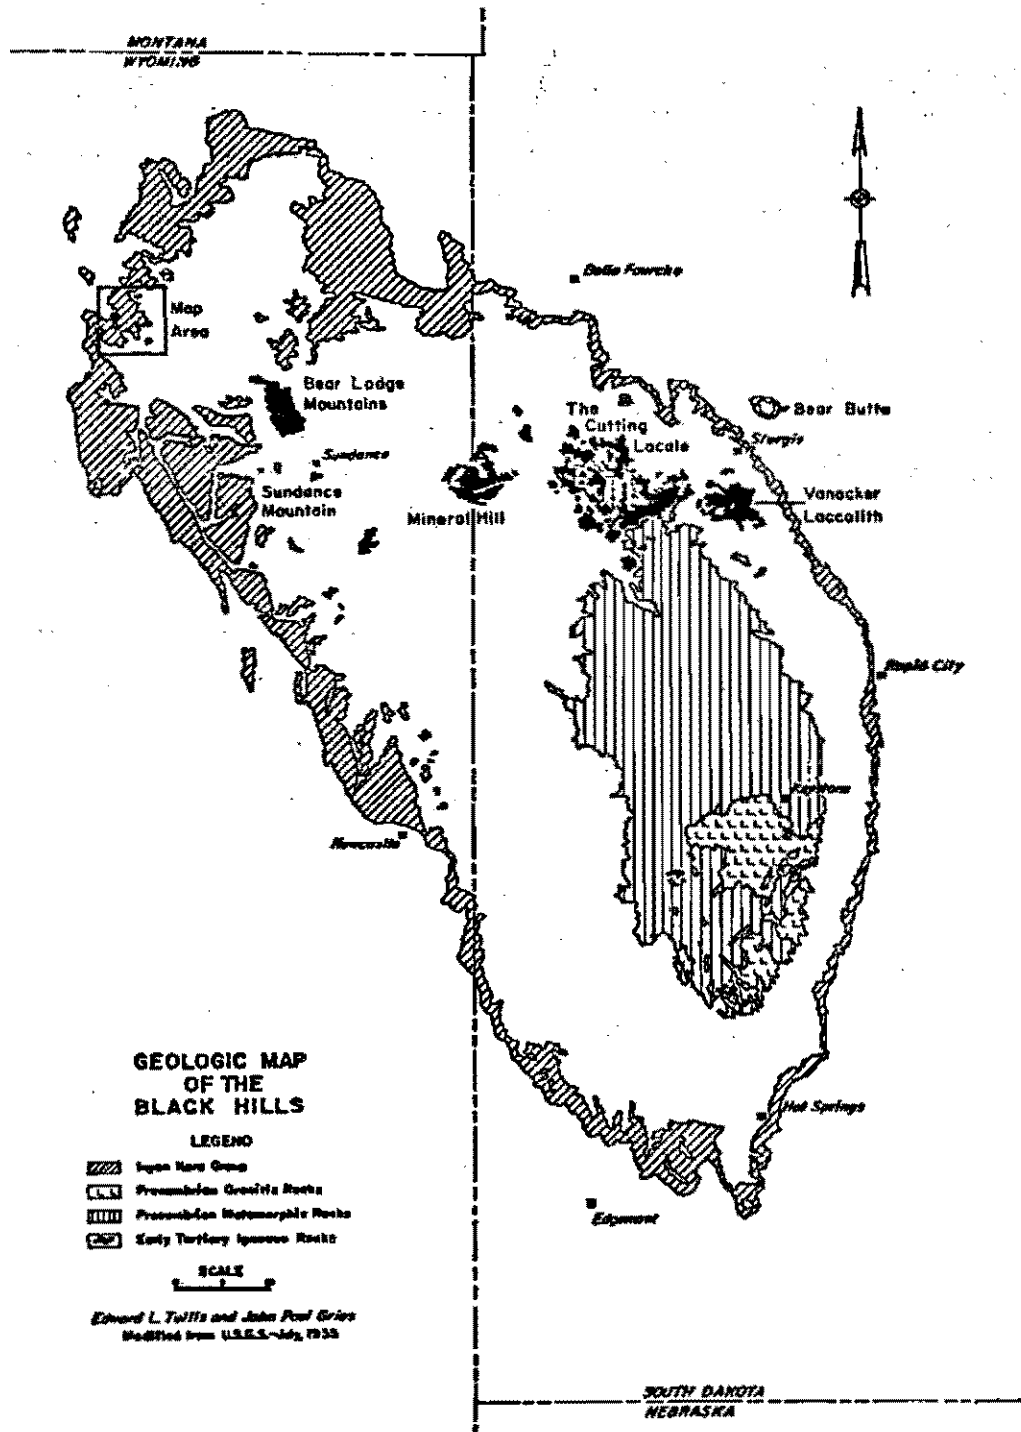 MONTANA
WYOMING
Belle Fourche
Map
Area
Bear Lodge
Mountains
The
Cutting
Locale
Bear Butte
Sturgis
Sundance
Sundance
Mountain
Mineral Hill
Vanacker
Laccolith
Rapid City
Keystone
Newcastle
Hot Springs
Edgemont
GEOLOGIC MAP
OF THE
BLACK HILLS
LEGEND
Inyan Kara Group
Precambrian Granitic Rocks
Precambrian Metamorphic Rocks
Early Tertiary Igneous Rocks
SCALE
Edward L. Tullis and John Paul Gries
Modified from U.S.G.S.-July, 
SOUTH DAKOTA
NEBRASKA